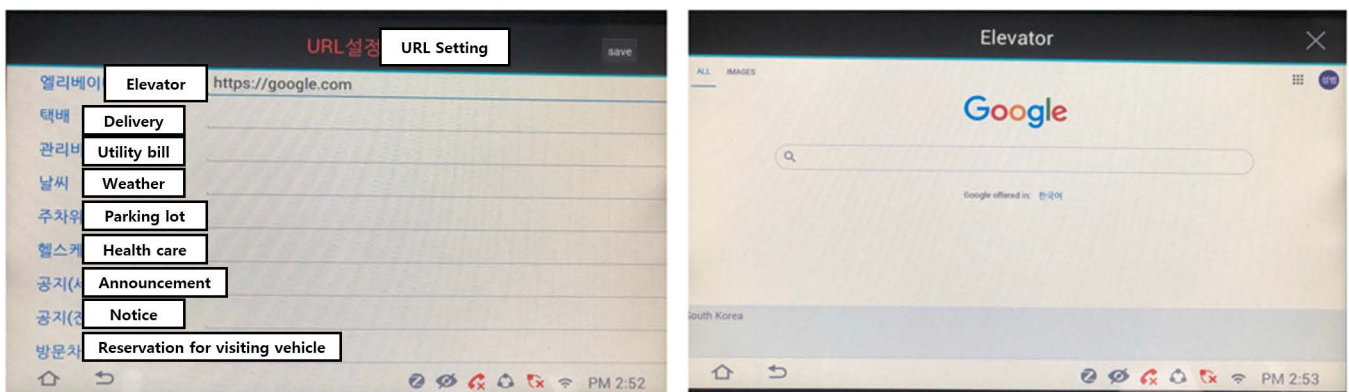 URL설정
URL Setting
save
엘리베이
Elevator
https://google.com
택배
Delivery
관리비
Utility bill
날씨
Weather
주차위
Parking lot
헬스케
Health care
공지(
Announcement
공지(
Notice
방문차
Reservation for visiting vehicle
PM 2:52
Elevator
ALL IMAGES
Google
Google offered in: 한국어
South Korea
PM 2:53